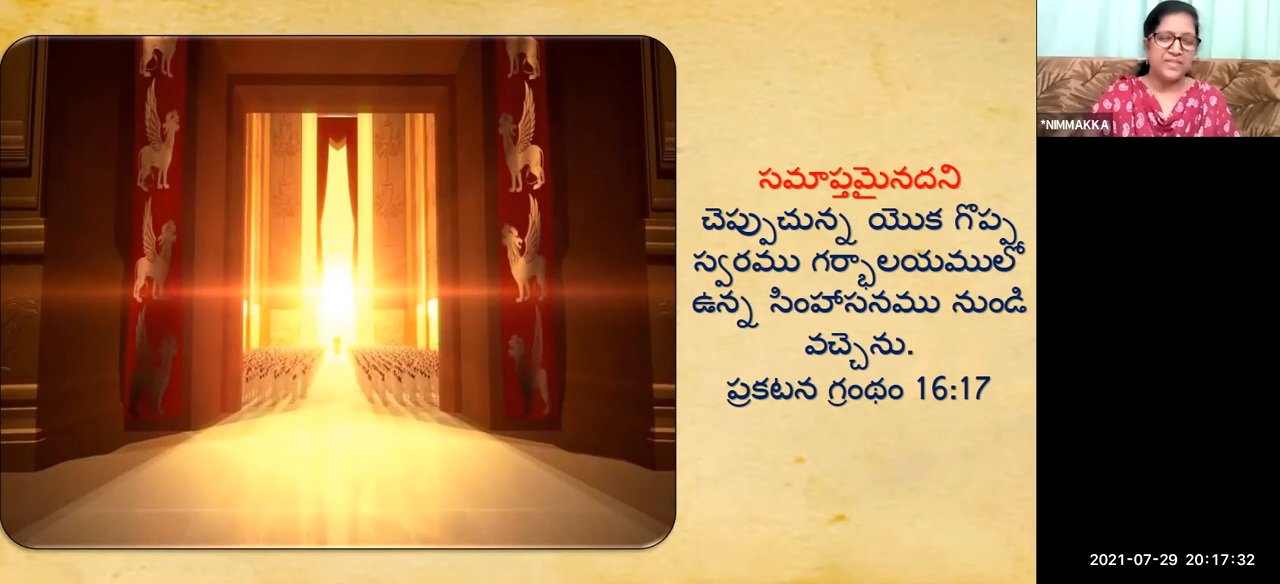 సమాప్తమైనదని
చెప్పుచున్న యొక గొప్ప
స్వరము గర్భాలయములో
ఉన్న సింహాసనము నుండి
వచ్చెను.
ప్రకటన గ్రంథం 16:17
*NIMMAKKA
2021-07-29 20:17:32